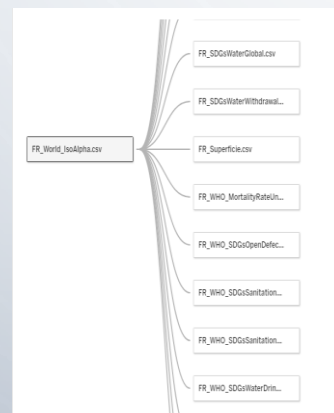 FR_SDGsWaterGlobal.csv
FR_SDGsWaterWithdrawal...
FR_World_IsoAlpha.csv
FR_Superficie.csv
FR_WHO_MortalityRateUn...
FR_WHO_SDGsOpenDefec...
FR_WHO_SDGsSanitation...
FR_WHO_SDGsSanitation...
FR_WHO_SDGsWaterDrin...